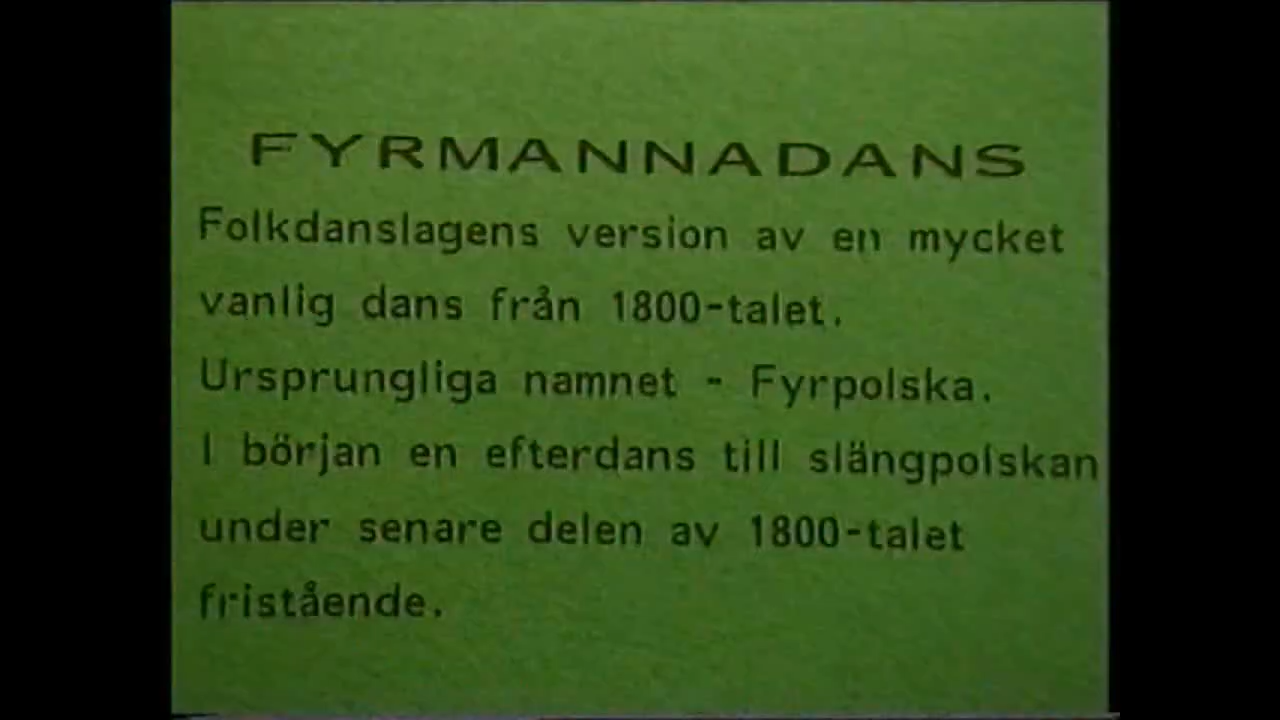 FYRMANNADANS
Folkdanslagens version av en mycket
vanlig dans från 1800-talet.
Ursprungliga namnet - Fyrpolska.
I början en efterdans till slängpolskan
under senare delen av 1800-talet
fristående.